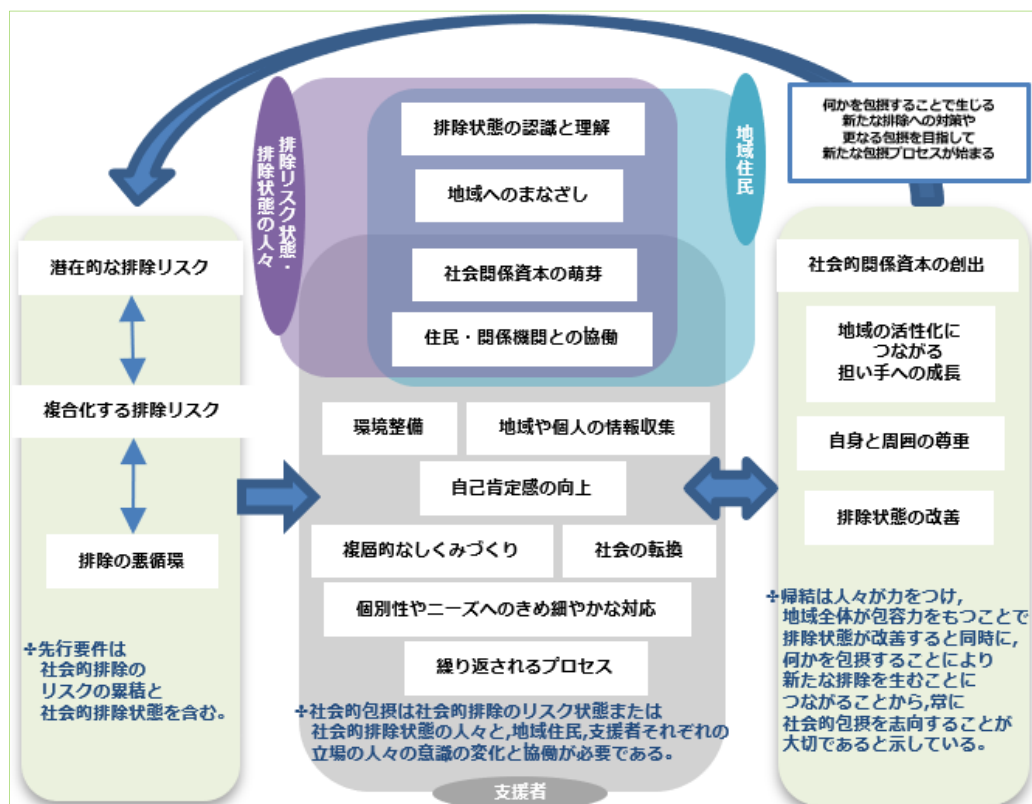 何かを包摂することで生じる
新たな排除への対策や
更なる包摂を目指して
新たな包摂プロセスが始まる
排除リスク状態・
排除状態の人々
地域住民
排除状態の認識と理解
地域へのまなざし
社会関係資本の萌芽
住民・関係機関との協働
潜在的な排除リスク
複合化する排除リスク
排除の悪循環
✢先行要件は
社会的排除の
リスクの累積と
社会的排除状態を含む。
環境整備
地域や個人の情報収集
自己肯定感の向上
複層的なしくみづくり
社会の転換
個別性やニーズへのきめ細やかな対応
繰り返されるプロセス
✢社会的包摂は社会的排除のリスク状態または
社会的排除状態の人々と,地域住民,支援者それぞれの
立場の人々の意識の変化と協働が必要である。
支援者
社会的関係資本の創出
地域の活性化に
つながる
担い手への成長
自身と周囲の尊重
排除状態の改善
✢帰結は人々が力をつけ,
地域全体が包容力をもつことで
排除状態が改善すると同時に,
何かを包摂することにより
新たな排除を生むことに
つながることから,常に
社会的包摂を志向することが
大切であると示している。